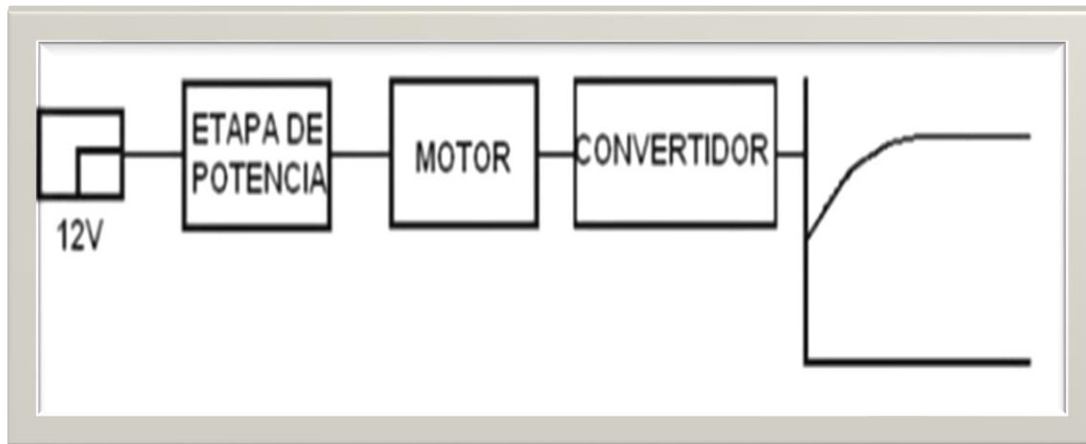 12V
ETAPA DE
POTENCIA
MOTOR
CONVERTIDOR